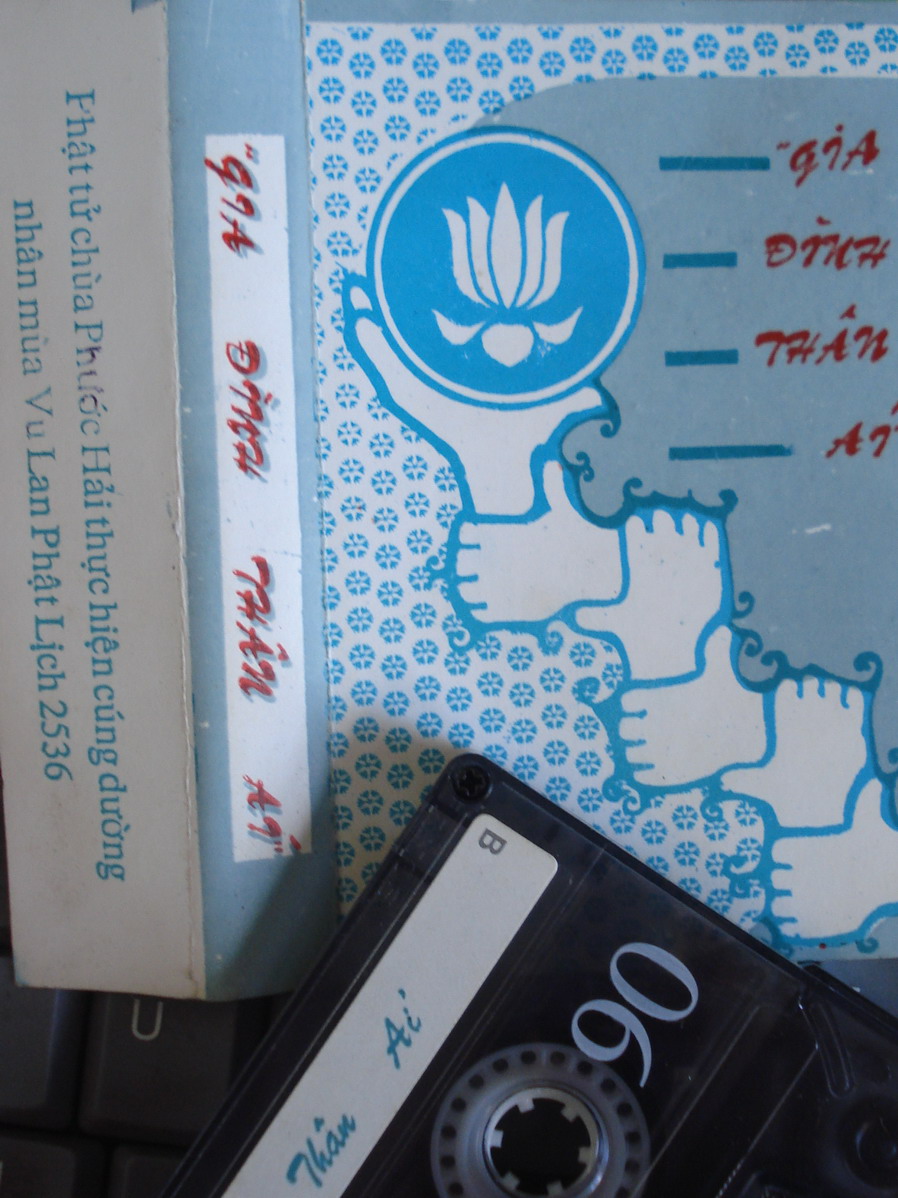 Phật tử chùa Phước Hải thực hiện cúng dường
nhân mùa Vu Lan Phật Lịch 2536
"GIA ĐÌNH THÂN ÁI"
"GIA
ĐÌNH
THÂN
ÁI
B
90
Thân Ái
U